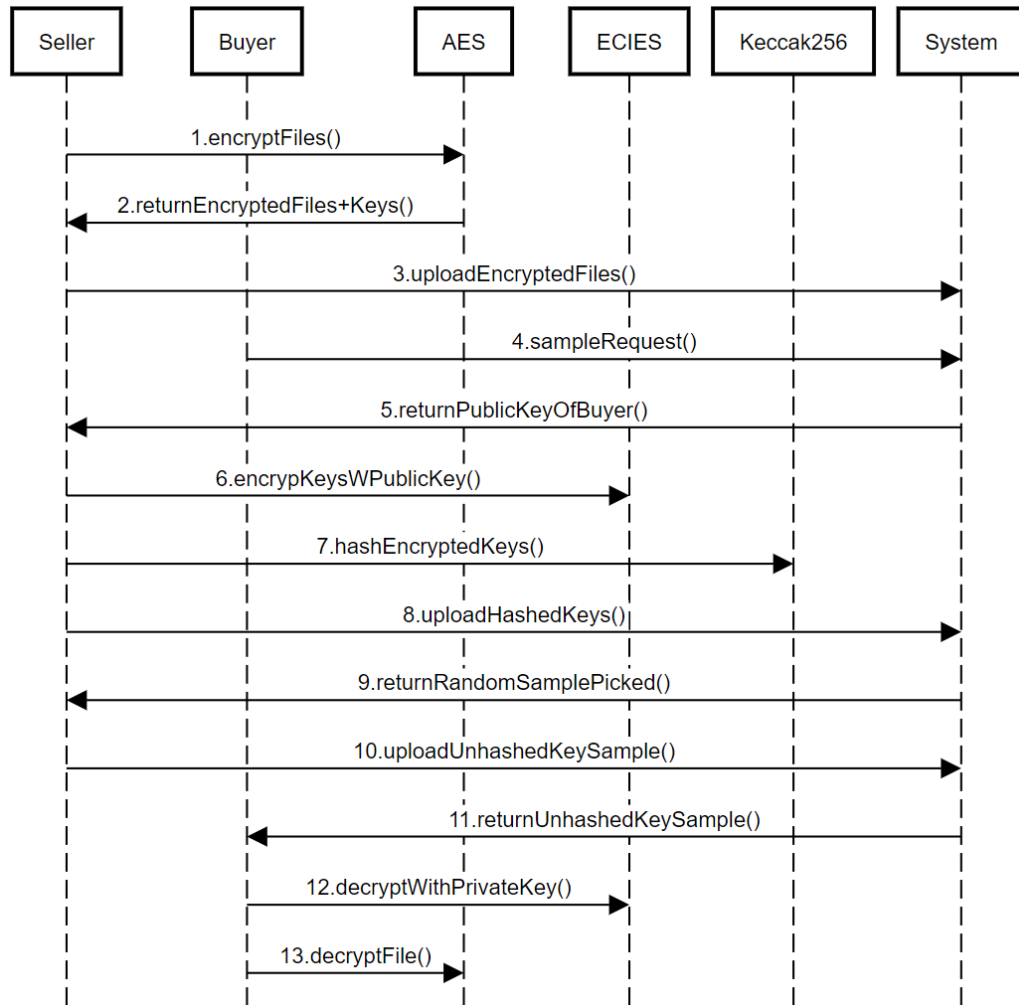 Seller
Buyer
AES
ECIES
Keccak256
System
1.encryptFiles()
2.returnEncryptedFiles+Keys()
3.uploadEncryptedFiles()
4.sampleRequest()
5.returnPublicKeyOfBuyer()
6.encrypKeysWPublicKey()
7.hashEncryptedKeys()
8.uploadHashedKeys()
9.returnRandomSamplePicked()
10.uploadUnhashedKeySample()
11.returnUnhashedKeySample()
12.decryptWithPrivateKey()
13.decryptFile()